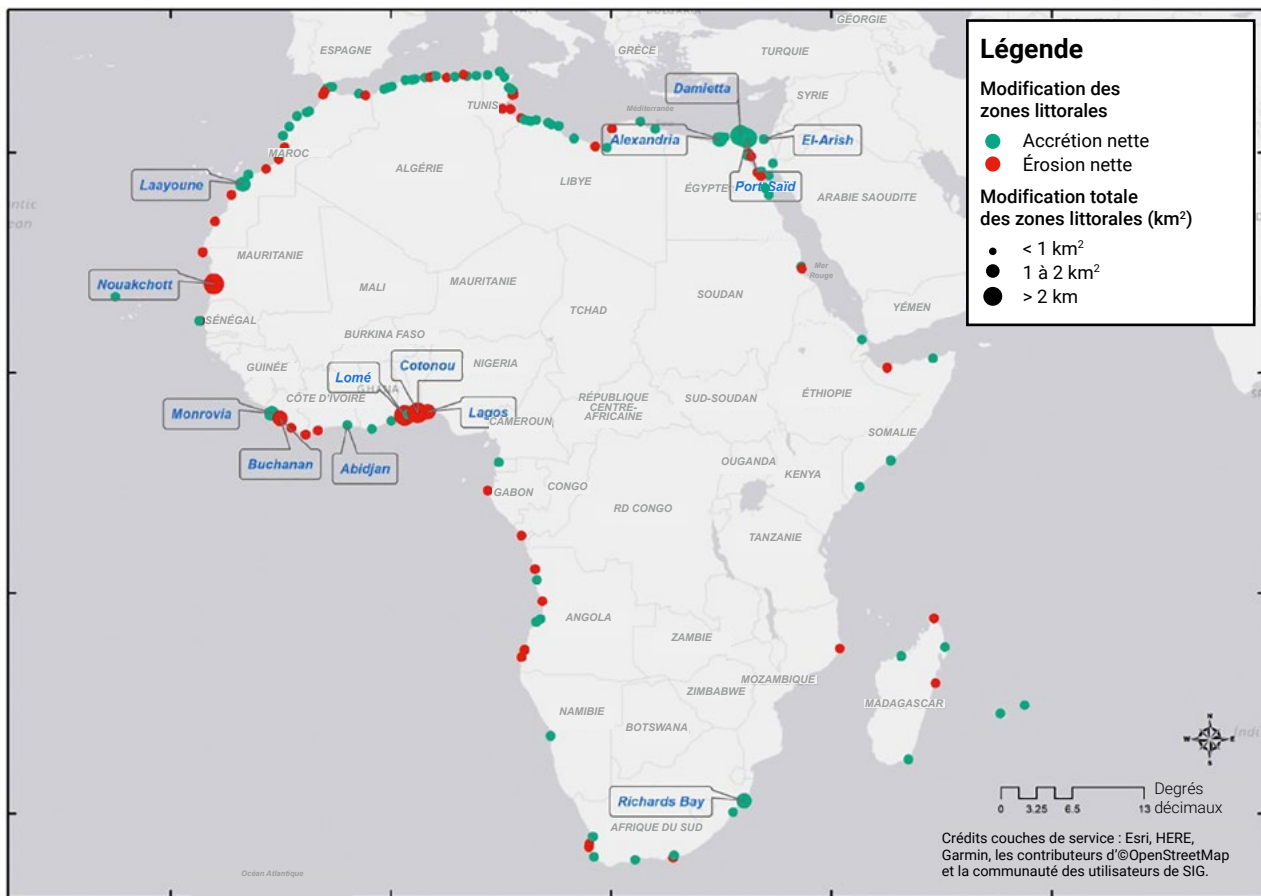 GÉORGIE
ESPAGNE
GRÈCE
TURQUIE
Légende
Modification des
zones littorales
Accrétion nette
Érosion nette
Modification totale
des zones littorales (km²)
< 1 km²
1 à 2 km²
> 2 km
Damietta
SYRIE
TUNIS
Méditerranée
Alexandria
El-Arish
MAROC
ALGÉRIE
LIBYE
ÉGYPTE
Port Saïd
Laayoune
ARABIE SAOUDITE
MAURITANIE
Nouakchott
MALI
MAURITANIE
TCHAD
SOUDAN
Mer
Rouge
YÉMEN
SÉNÉGAL
BURKINA FASO
GUINÉE
NIGERIA
Lomé
Cotonou
GHANA
CÔTE D'IVOIRE
Monrovia
Lagos
CAMEROUN
RÉPUBLIQUE
CENTRE-
AFRICAINE
SUD-SOUDAN
ÉTHIOPIE
SOMALIE
Buchanan
Abidjan
OUGANDA
KENYA
GABON
CONGO
RD CONGO
TANZANIE
ANGOLA
ZAMBIE
MOZAMBIQUE
ZIMBABWE
MADAGASCAR
NAMIBIE
BOTSWANA
N
W E
S
Indi
Richards Bay
AFRIQUE DU SUD
0 3.25 6.5 13
Degrés
décimaux
Crédits couches de service : Esri, HERE,
Garmin, les contributeurs d'©OpenStreetMap
et la communauté des utilisateurs de SIG.
Océan Atlantique